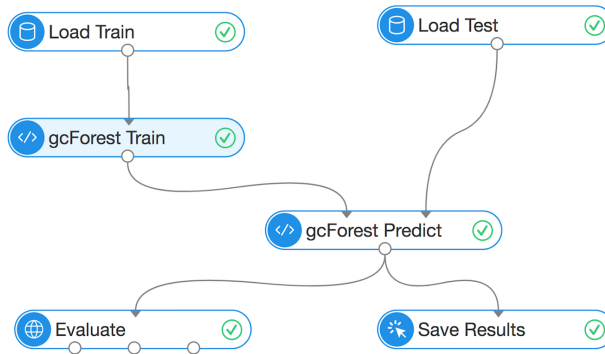 Load Train
Load Test
gcForest Train
gcForest Predict
Evaluate
Save Results